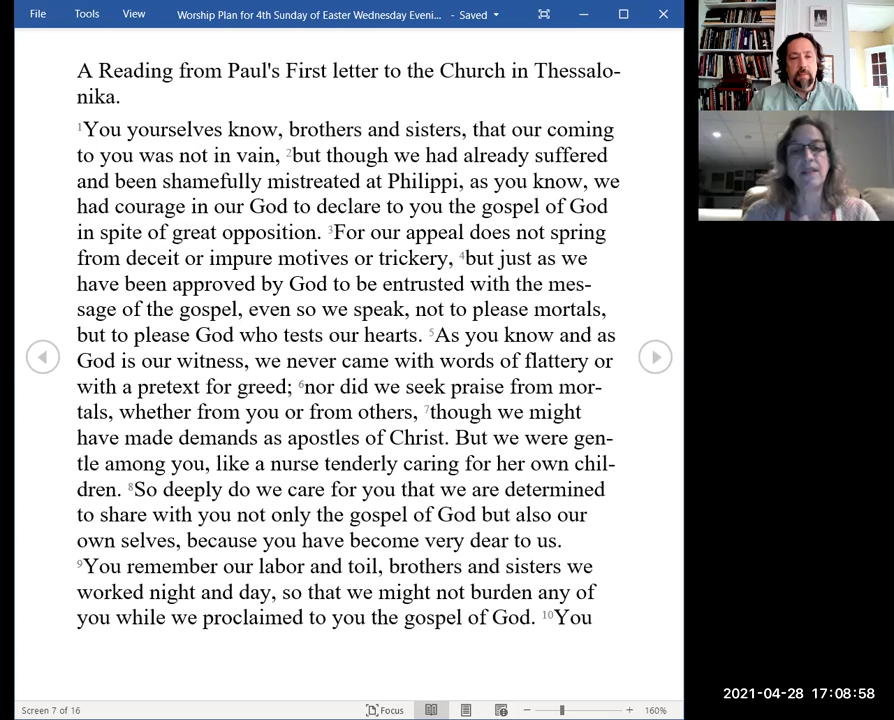 File Tools View Worship Plan for 4th Sunday of Easter Wednesday Eveni... - Saved
A Reading from Paul's First letter to the Church in Thessalo-
nika.
1You yourselves know, brothers and sisters, that our coming
to you was not in vain, 2but though we had already suffered
and been shamefully mistreated at Philippi, as you know, we
had courage in our God to declare to you the gospel of God
in spite of great opposition. 3For our appeal does not spring
from deceit or impure motives or trickery, 4but just as we
have been approved by God to be entrusted with the mes-
sage of the gospel, even so we speak, not to please mortals,
but to please God who tests our hearts. 5As you know and as
God is our witness, we never came with words of flattery or
with a pretext for greed; 6nor did we seek praise from mor-
tals, whether from you or from others, 7though we might
have made demands as apostles of Christ. But we were gen-
tle among you, like a nurse tenderly caring for her own chil-
dren. 8So deeply do we care for you that we are determined
to share with you not only the gospel of God but also our
own selves, because you have become very dear to us.
9You remember our labor and toil, brothers and sisters we
worked night and day, so that we might not burden any of
you while we proclaimed to you the gospel of God. 10You
Screen 7 of 16 Focus 160%
2021-04-28 17:08:58